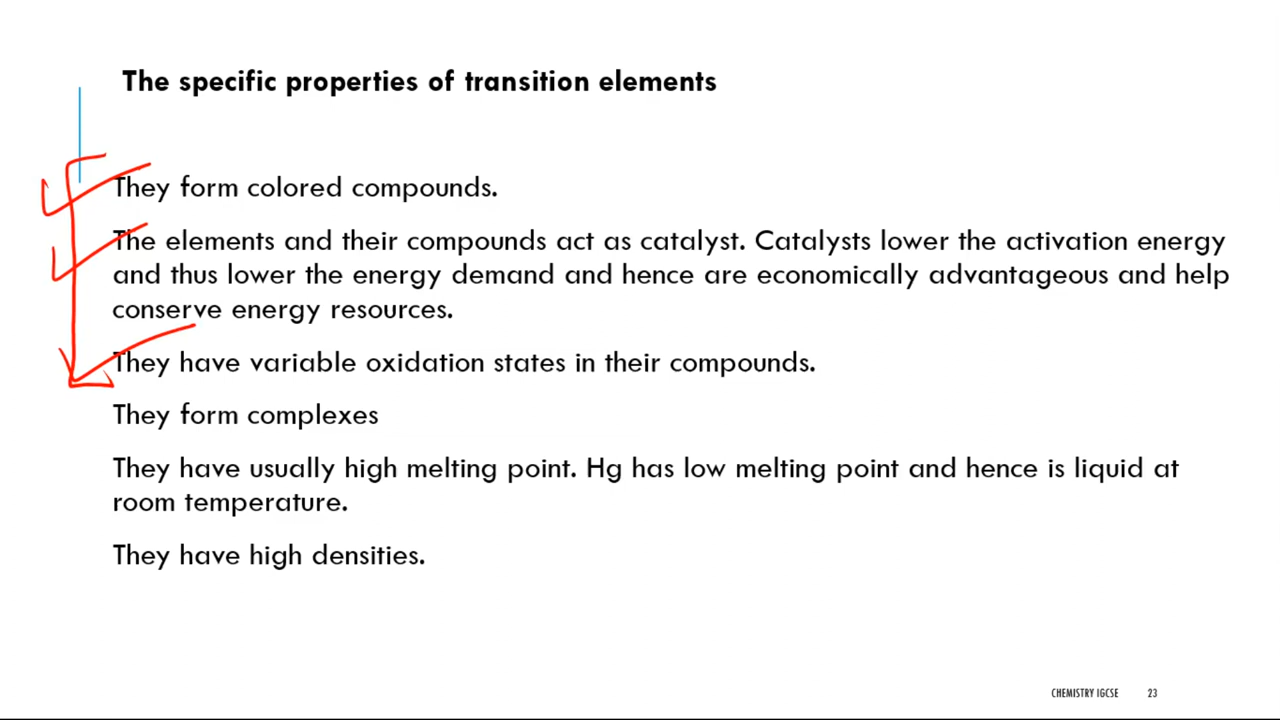 The specific properties of transition elements
They form colored compounds.
The elements and their compounds act as catalyst. Catalysts lower the activation energy
and thus lower the energy demand and hence are economically advantageous and help
conserve energy resources.
They have variable oxidation states in their compounds.
They form complexes
They have usually high melting point. Hg has low melting point and hence is liquid at
room temperature.
They have high densities.
CHEMISTRY IGCSE 23